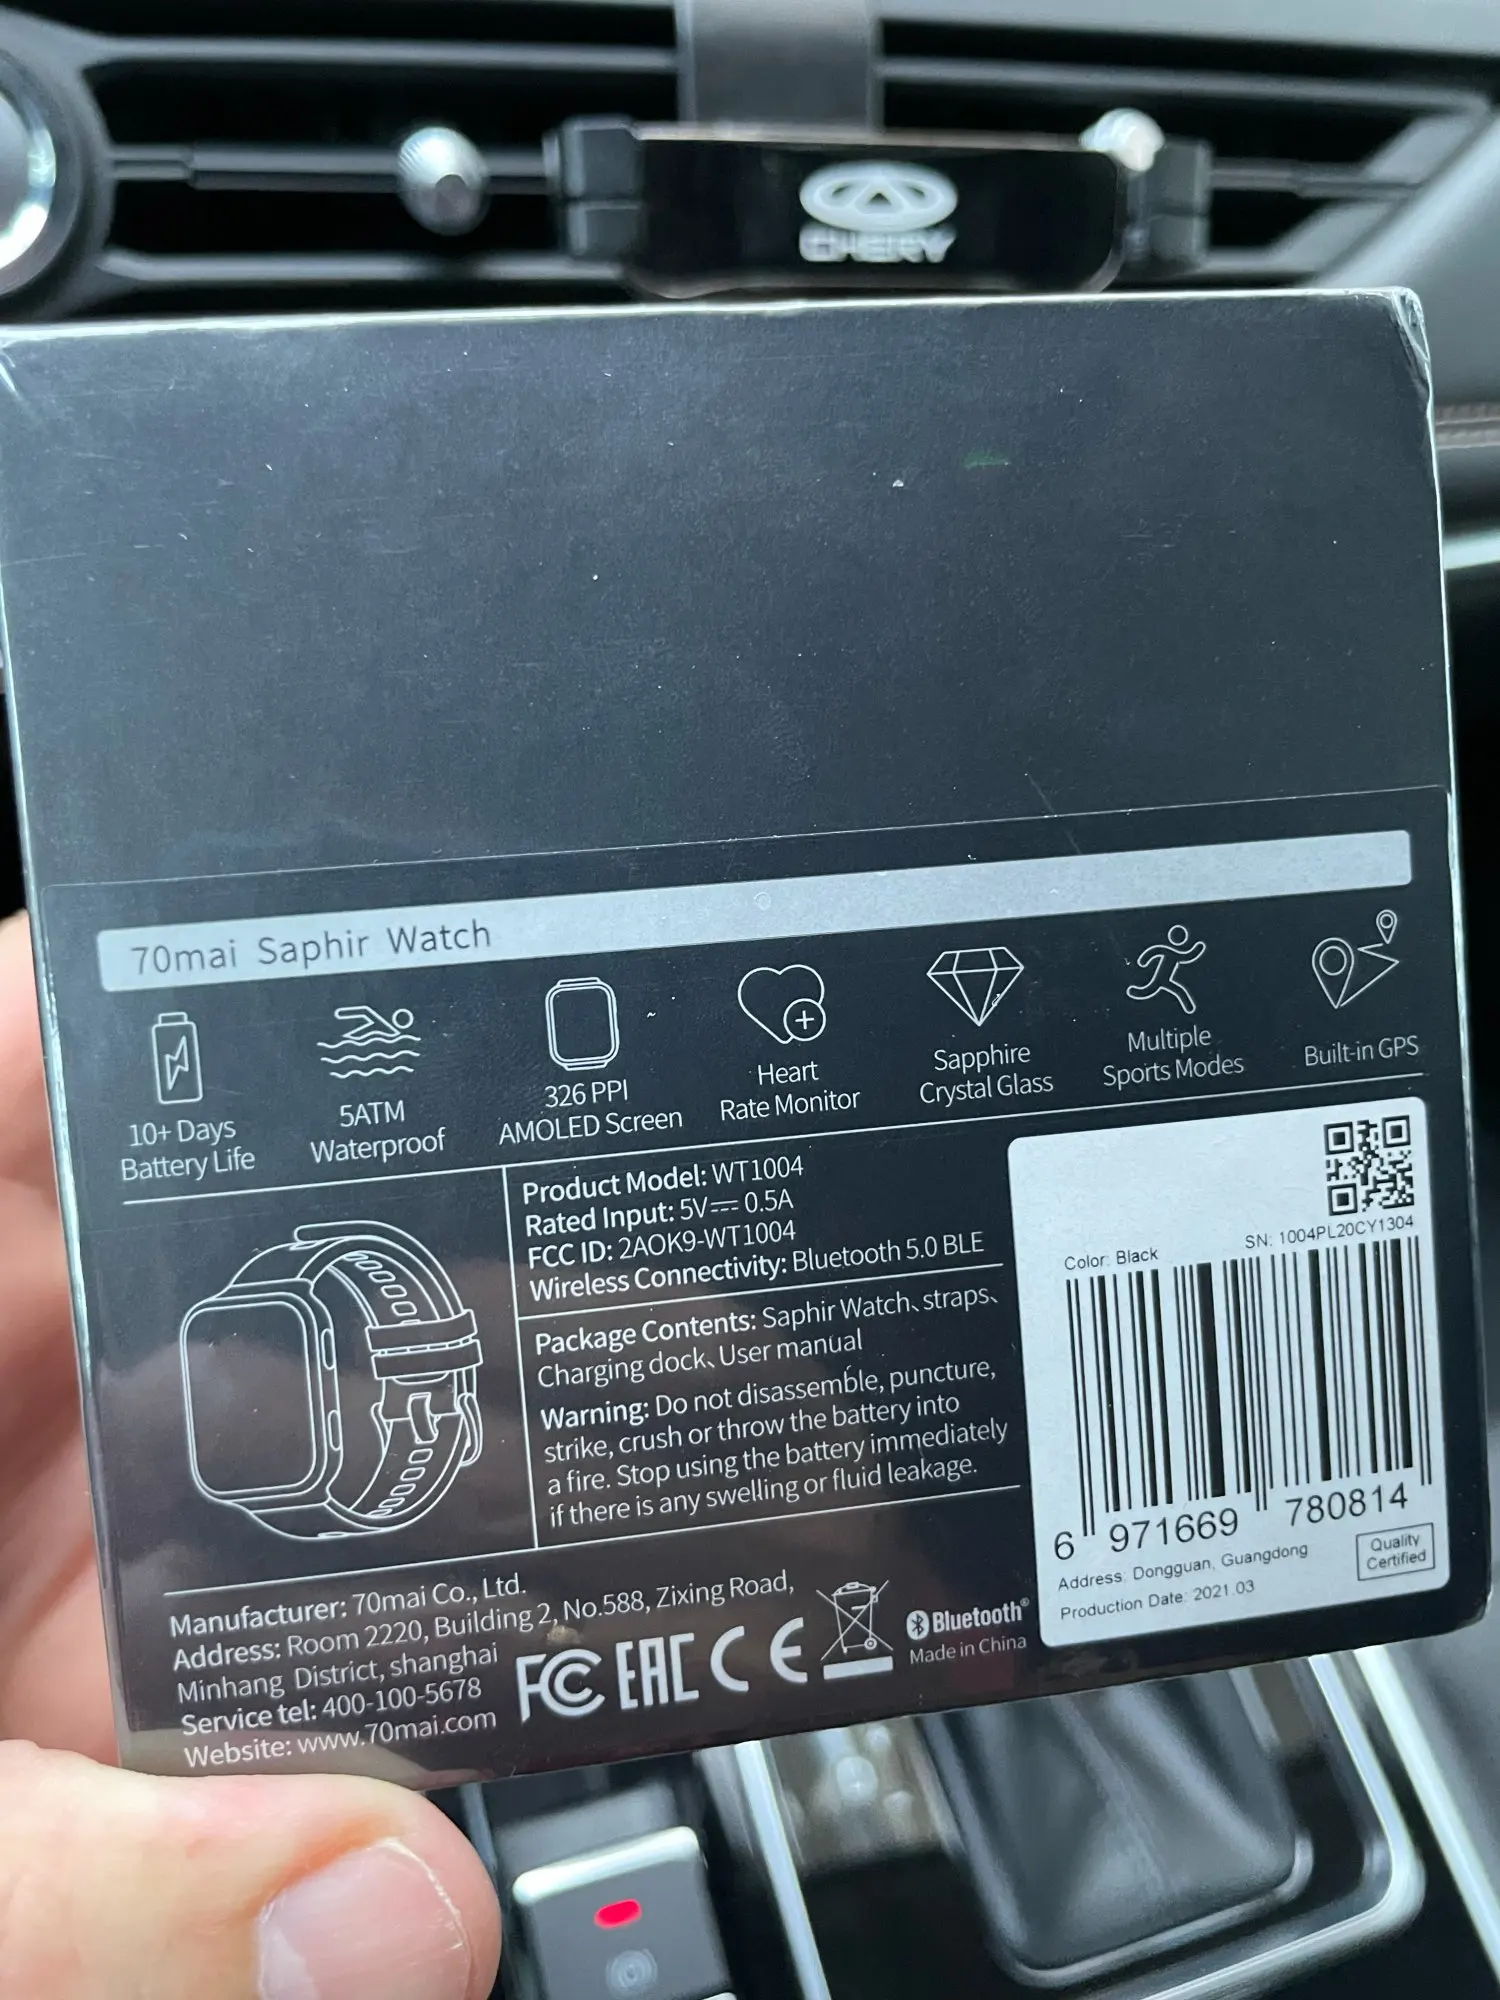 CHERY
70mai Saphir Watch
10+ Days
Battery Life
5ATM
Waterproof
326 PPI
AMOLED Screen
Heart
Rate Monitor
Sapphire
Crystal Glass
Multiple
Sports Modes
Built-in GPS
Product Model: WT1004
Rated Input: 5V⎓0.5A
FCC ID: 2AOK9-WT1004
Wireless Connectivity: Bluetooth 5.0 BLE
Package Contents: Saphir Watch、straps、
Charging dock、User manual
Warning: Do not disassemble, puncture,
strike, crush or throw the battery into
a fire. Stop using the battery immediately
if there is any swelling or fluid leakage.
Color: Black
SN: 1004PL20CY1304
6 971669 780814
Address: Dongguan, Guangdong
Production Date: 2021.03
Quality
Certified
Manufacturer: 70mai Co., Ltd.
Address: Room 2220, Building 2, No.588, Zixing Road,
Minhang District, shanghai
Service tel: 400-100-5678
Website: www.70mai.com
FC EAC CE
Bluetooth®
Made in China